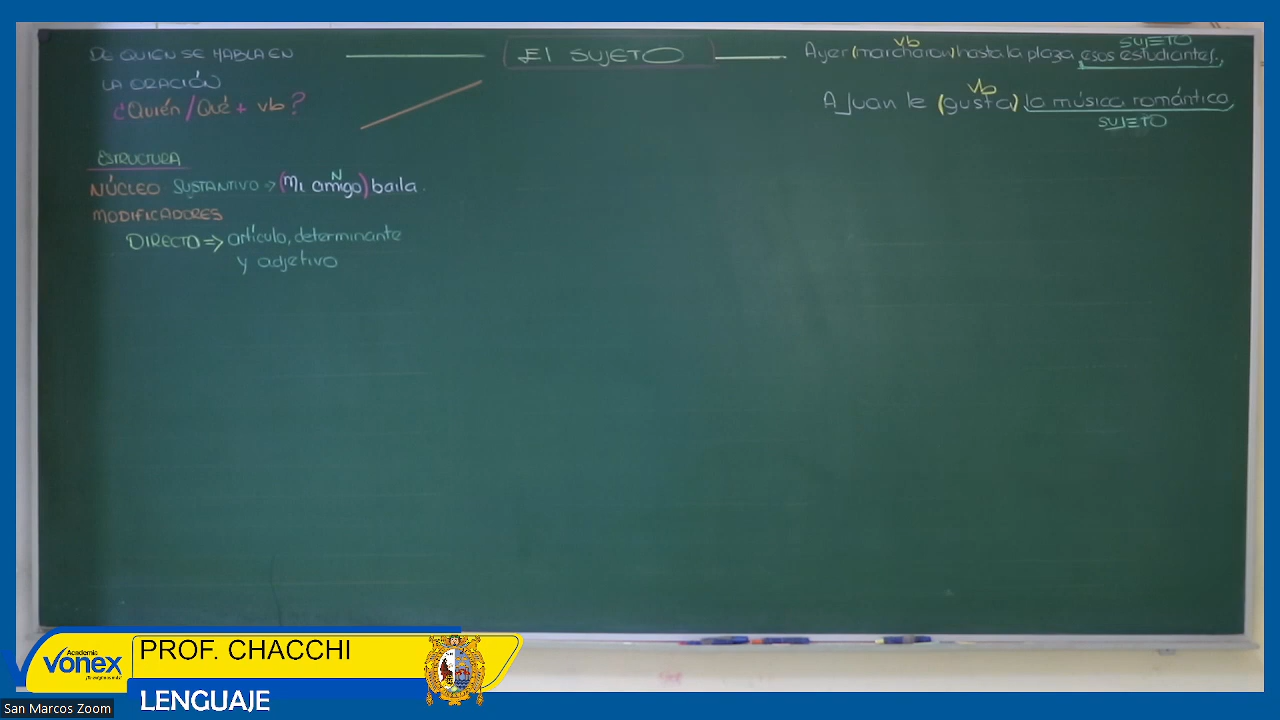 DE QUIEN SE HABLA EN
LA ORACIÓN
¿Quién/Qué + vb?
El SUJETO
vb
SUJETO
Ayer (marcharon) hasta la plaza esos estudiantes.
vb
A Juan le (gusta) la música romántica
SUJETO
ESTRUCTURA
N
NÚCLEO SUSTANTIVO → (Mi amigo) baila.
MODIFICADORES
DIRECTO ⇒ artículo, determinante
y adjetivo
Academia
vonex
PROF. CHACCHI
LENGUAJE
San Marcos Zoom